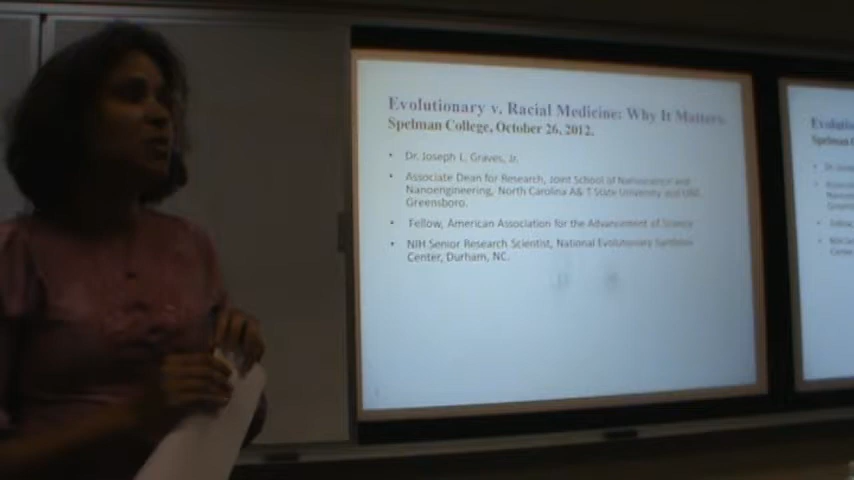 Evolutionary v. Racial Medicine: Why It Matters.
Spelman College, October 26, 2012.
• Dr. Joseph L. Graves, Jr.
• Associate Dean for Research, Joint School of Nanoscience and
Nanoengineering, North Carolina A& T State University and UNC
Greensboro.
• Fellow, American Association for the Advancement of Science
• NIH Senior Research Scientist, National Evolutionary Synthesis
Center, Durham, NC.
Evolutio
Spelman